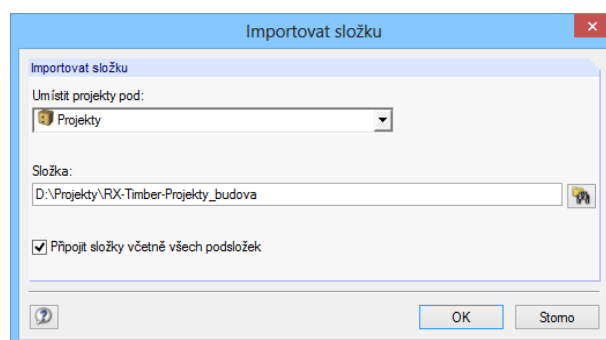 Importovat složku
Importovat složku
Umístit projekty pod:
Projekty
Složka:
D:\Projekty\RX-Timber-Projekty_budova
Připojit složky včetně všech podsložek
OK Storno